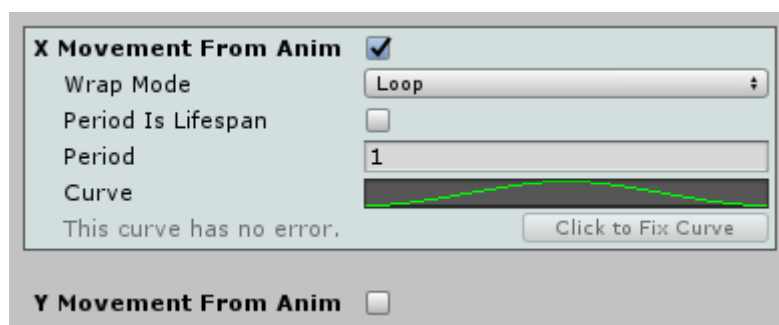 X Movement From Anim
Wrap Mode Loop
Period Is Lifespan
Period 1
Curve
This curve has no error. Click to Fix Curve
Y Movement From Anim